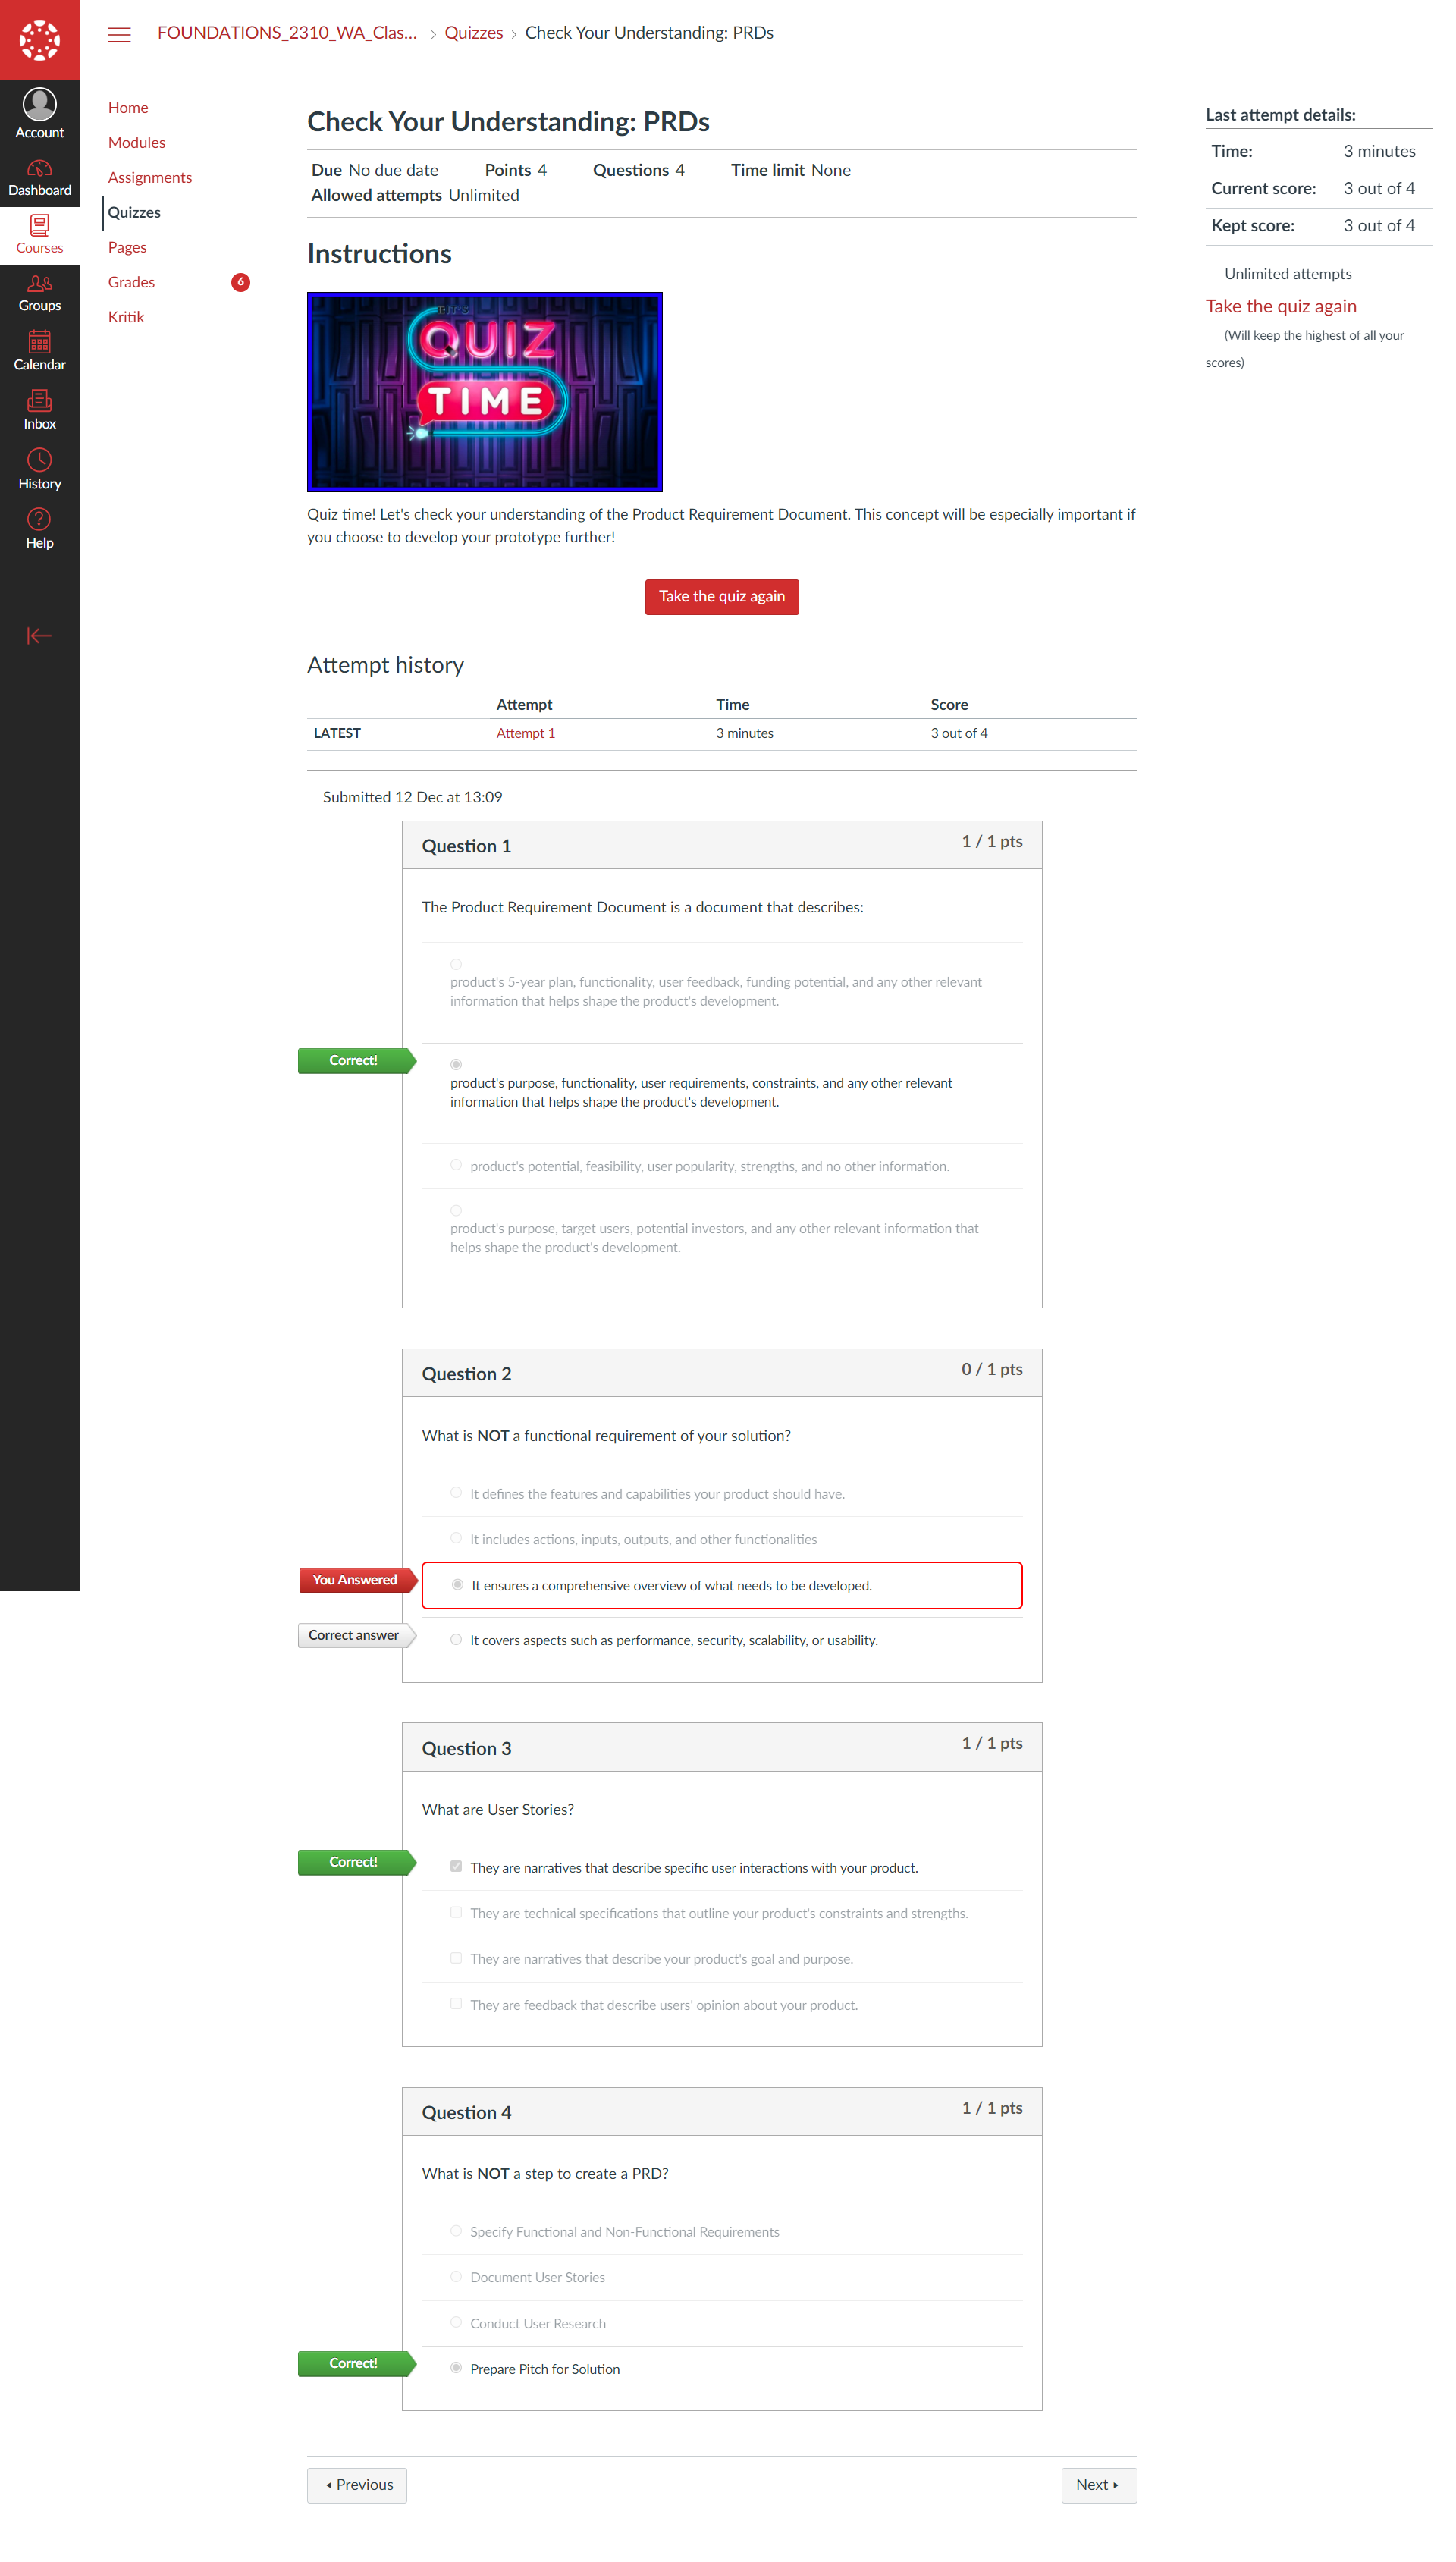 FOUNDATIONS_2310_WA_Clas... › Quizzes › Check Your Understanding: PRDs
Account
Dashboard
Courses
Groups
Calendar
Inbox
History
Help
Home
Modules
Assignments
Quizzes
Pages
Grades 6
Kritik
Check Your Understanding: PRDs
Due No due date Points 4 Questions 4 Time limit None
Allowed attempts Unlimited
Instructions
IT'S
QUIZ
TIME
Quiz time! Let's check your understanding of the Product Requirement Document. This concept will be especially important if
you choose to develop your prototype further!
Take the quiz again
Attempt history
Attempt Time Score
LATEST Attempt 1 3 minutes 3 out of 4
Submitted 12 Dec at 13:09
Question 1 1 / 1 pts
The Product Requirement Document is a document that describes:
product's 5-year plan, functionality, user feedback, funding potential, and any other relevant
information that helps shape the product's development.
Correct!
product's purpose, functionality, user requirements, constraints, and any other relevant
information that helps shape the product's development.
product's potential, feasibility, user popularity, strengths, and no other information.
product's purpose, target users, potential investors, and any other relevant information that
helps shape the product's development.
Question 2 0 / 1 pts
What is NOT a functional requirement of your solution?
It defines the features and capabilities your product should have.
It includes actions, inputs, outputs, and other functionalities
You Answered It ensures a comprehensive overview of what needs to be developed.
Correct answer It covers aspects such as performance, security, scalability, or usability.
Question 3 1 / 1 pts
What are User Stories?
Correct! They are narratives that describe specific user interactions with your product.
They are technical specifications that outline your product's constraints and strengths.
They are narratives that describe your product's goal and purpose.
They are feedback that describe users' opinion about your product.
Question 4 1 / 1 pts
What is NOT a step to create a PRD?
Specify Functional and Non-Functional Requirements
Document User Stories
Conduct User Research
Correct! Prepare Pitch for Solution
Previous Next
Last attempt details:
Time: 3 minutes
Current score: 3 out of 4
Kept score: 3 out of 4
Unlimited attempts
Take the quiz again
(Will keep the highest of all your
scores)